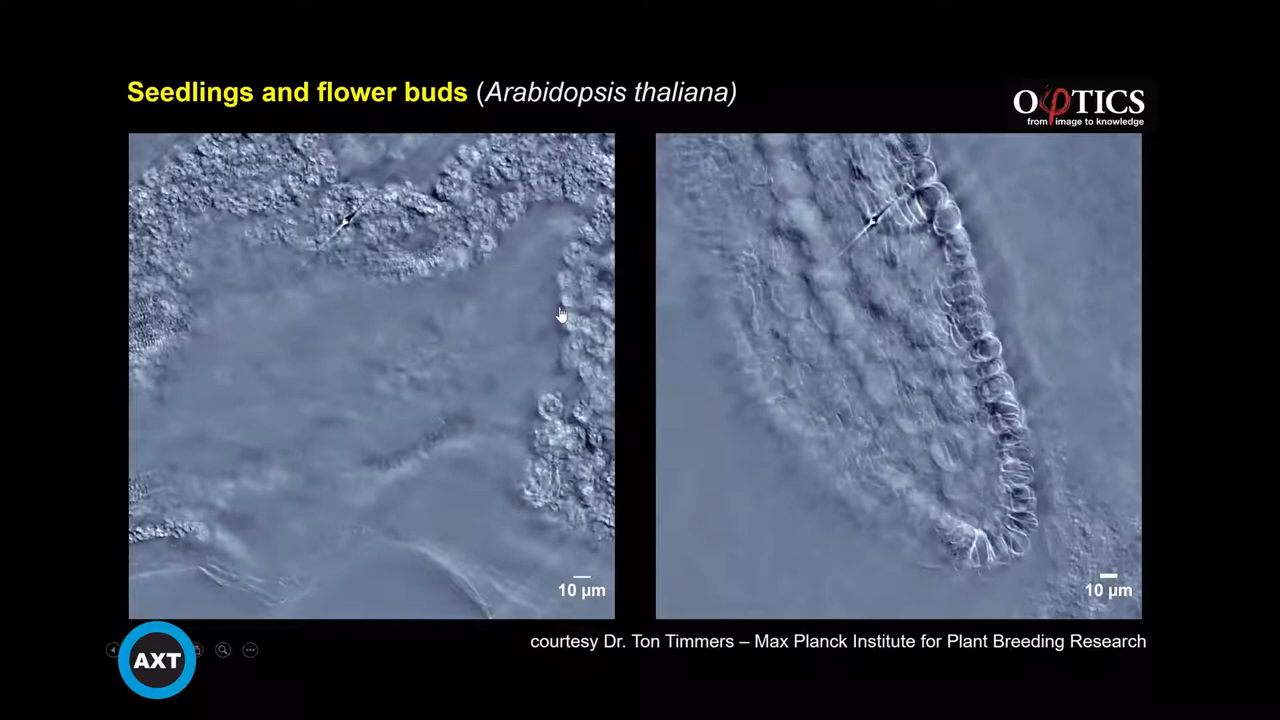 Seedlings and flower buds (Arabidopsis thaliana)
OφTICS
from image to knowledge
10 µm
10 µm
courtesy Dr. Ton Timmers – Max Planck Institute for Plant Breeding Research
AXT